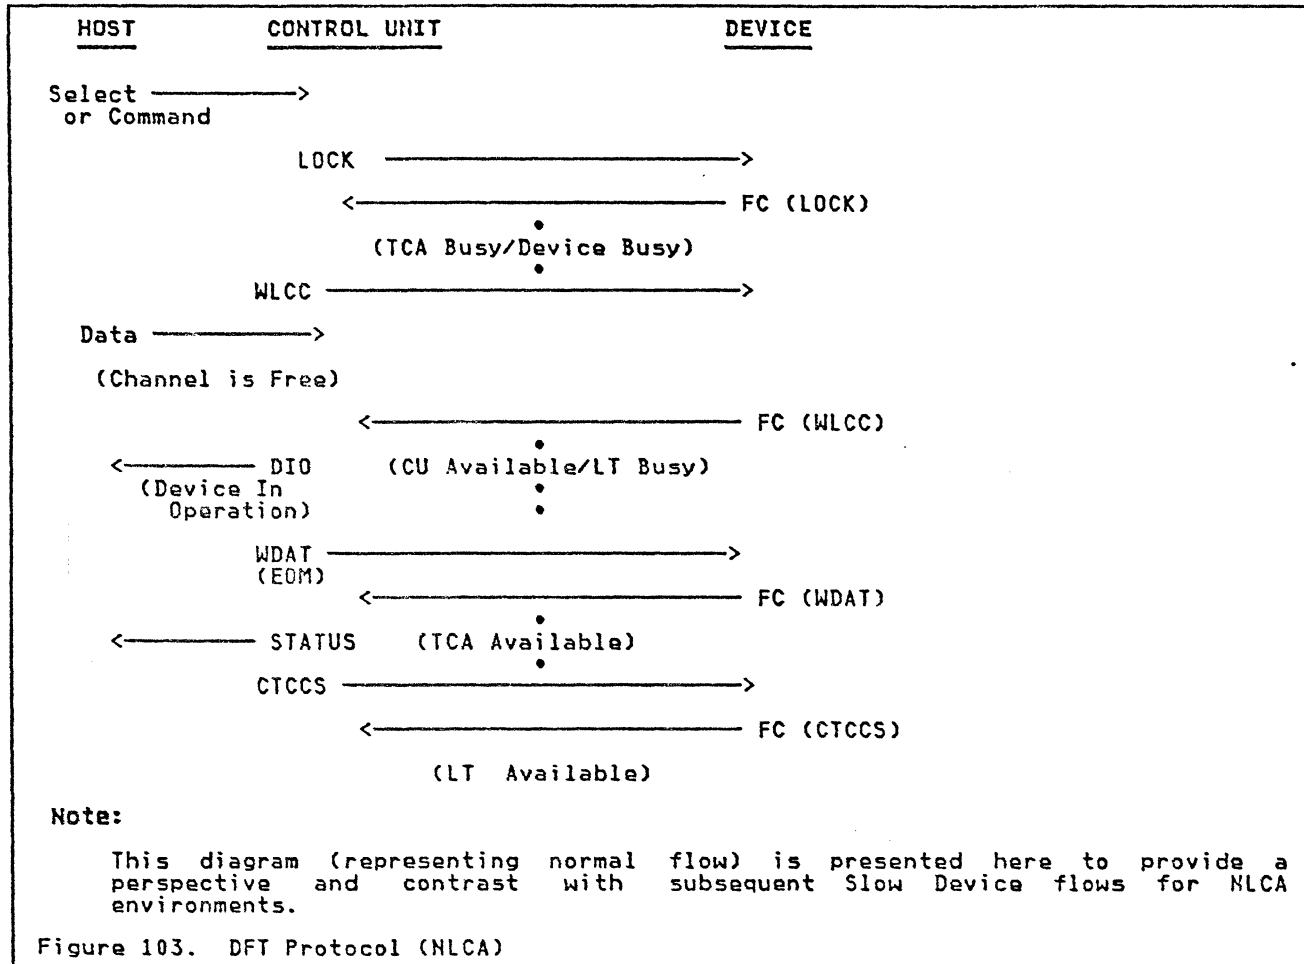 HOST CONTROL UNIT DEVICE
Select
or Command
LOCK
FC (LOCK)
(TCA Busy/Device Busy)
WLCC
Data
(Channel is Free)
FC (WLCC)
DIO (CU Available/LT Busy)
(Device In
Operation)
WDAT
(EOM)
FC (WDAT)
STATUS (TCA Available)
CTCCS
FC (CTCCS)
(LT Available)
Note:
This diagram (representing normal flow) is presented here to provide a
perspective and contrast with subsequent Slow Device flows for NLCA
environments.
Figure 103. DFT Protocol (NLCA)